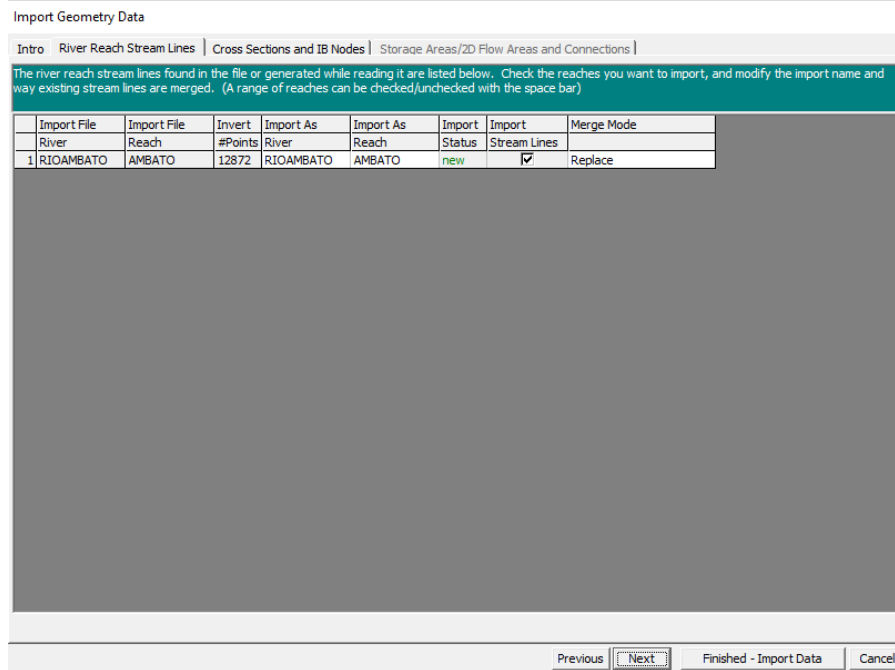 Import Geometry Data
Intro River Reach Stream Lines Cross Sections and IB Nodes Storage Areas/2D Flow Areas and Connections
The river reach stream lines found in the file or generated while reading it are listed below.  Check the reaches you want to import, and modify the import name and
way existing stream lines are merged.  (A range of reaches can be checked/unchecked with the space bar)
Import File Import File Invert Import As Import As Import Import Merge Mode
River Reach #Points River Reach Status Stream Lines
1 RIOAMBATO AMBATO 12872 RIOAMBATO AMBATO new Replace
Previous Next Finished - Import Data Cancel